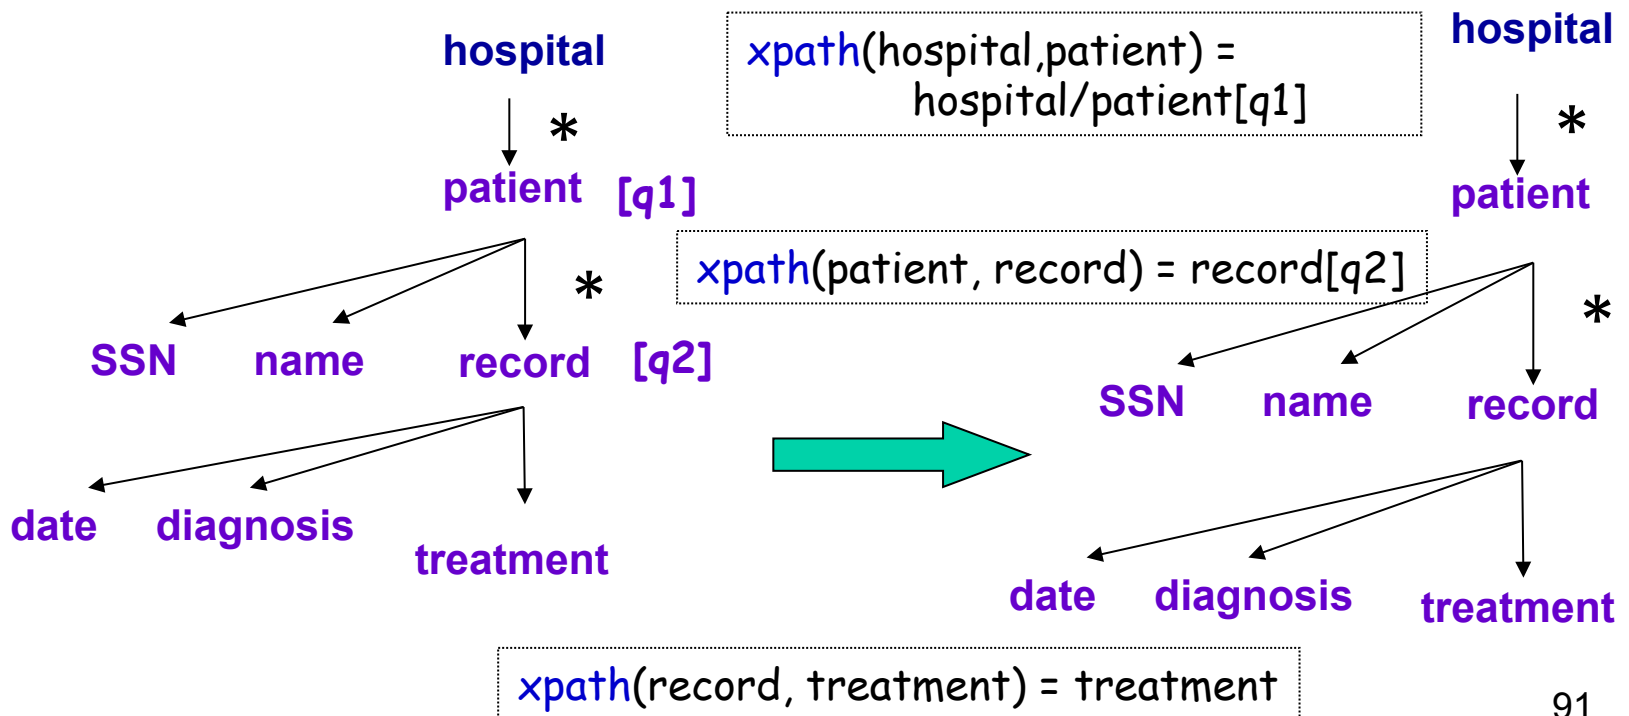 hospital
*
patient [q1]
*
SSN name record [q2]
date diagnosis
treatment
xpath(hospital,patient) =
hospital/patient[q1]
xpath(patient, record) = record[q2]
hospital
*
patient
*
SSN name record
date diagnosis treatment
xpath(record, treatment) = treatment
91